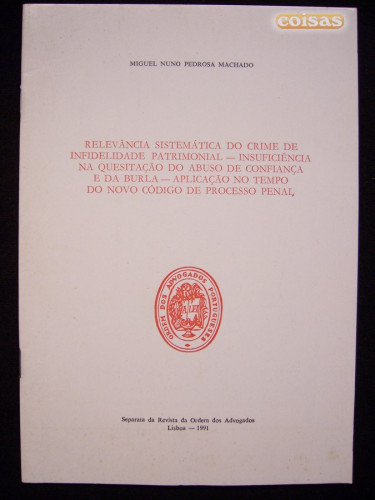 coisas
MIGUEL NUNO PEDROSA MACHADO
RELEVÂNCIA SISTEMÁTICA DO CRIME DE
INFIDELIDADE PATRIMONIAL — INSUFICIÊNCIA
NA QUESITAÇÃO DO ABUSO DE CONFIANÇA
E DA BURLA — APLICAÇÃO NO TEMPO
DO NOVO CÓDIGO DE PROCESSO PENAL
ORDEM DOS ADVOGADOS PORTUGUESES
Separata da Revista da Ordem dos Advogados
Lisboa — 1991